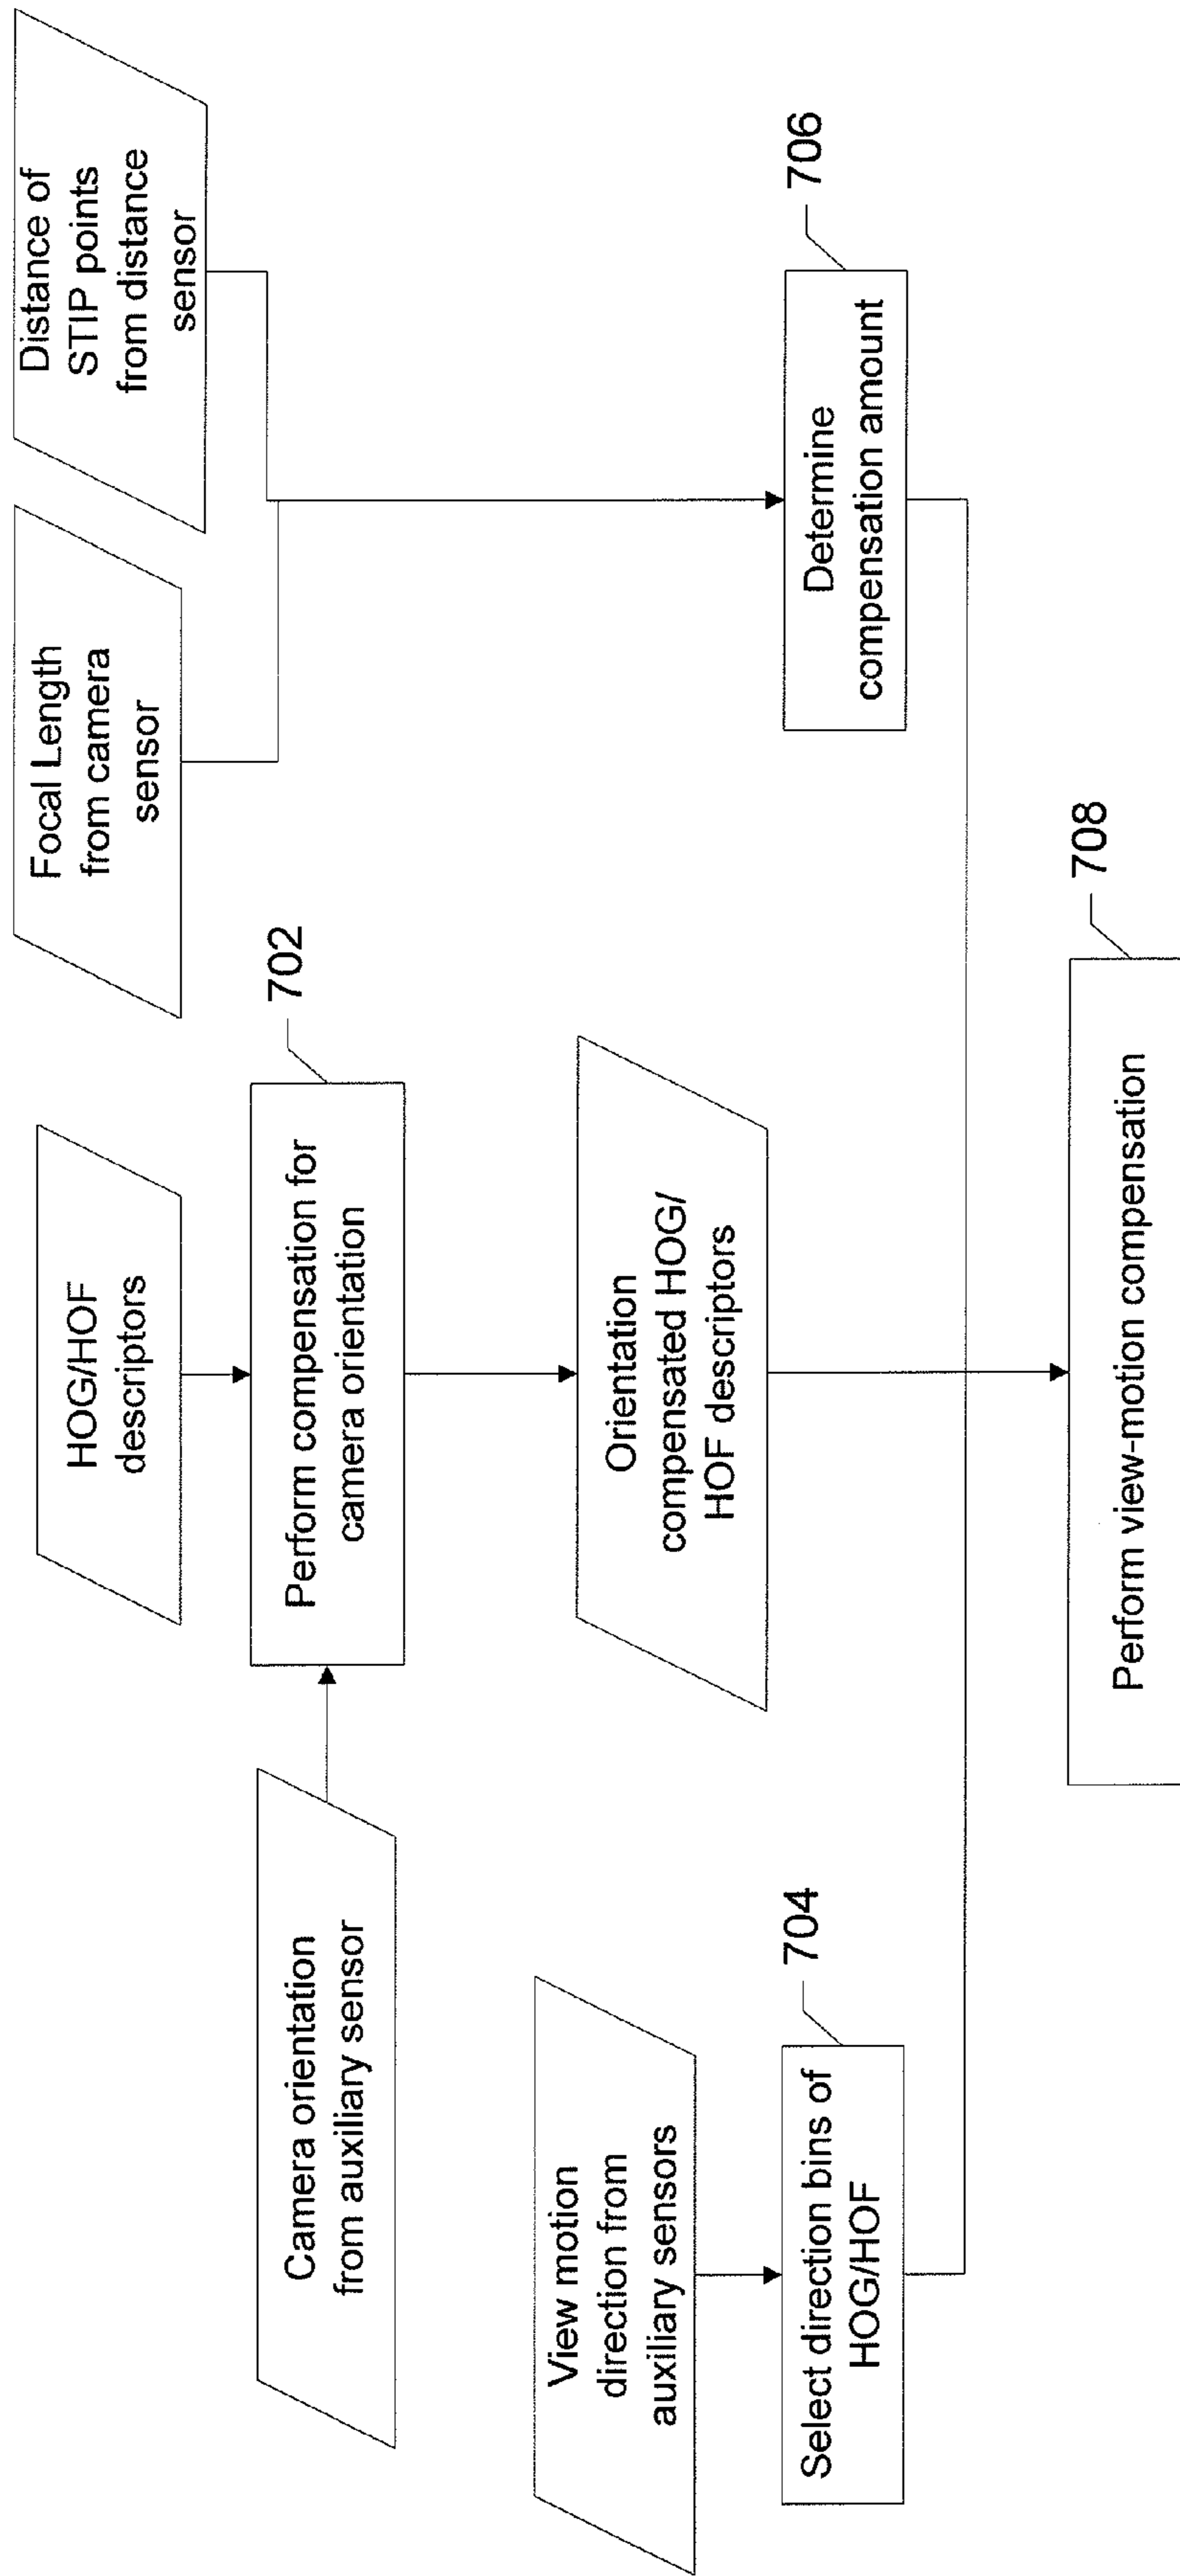 HOG/HOF
descriptors
Focal Length
from camera
sensor
Distance of
STIP points
from distance
sensor
Camera orientation
from auxiliary sensor
Perform compensation for
camera orientation
702
View motion
direction from
auxiliary sensors
Orientation
compensated HOG/
HOF descriptors
Select direction bins of
HOG/HOF
704
Determine
compensation amount
706
Perform view-motion compensation
708